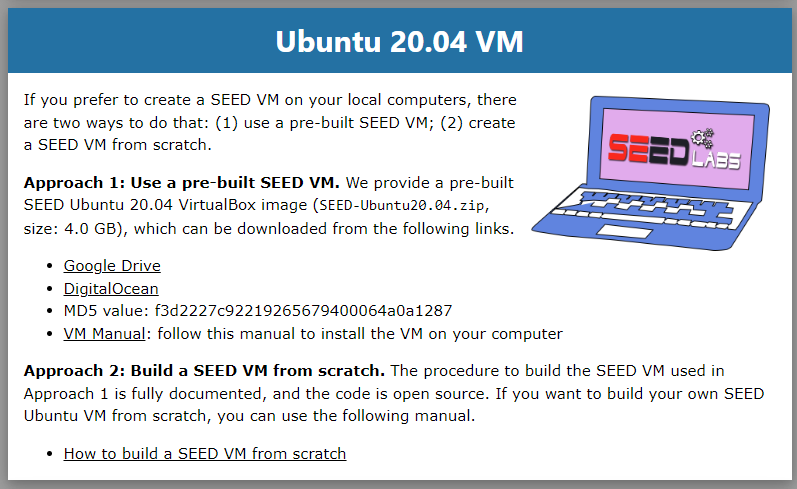 Ubuntu 20.04 VM
If you prefer to create a SEED VM on your local computers, there
are two ways to do that: (1) use a pre-built SEED VM; (2) create
a SEED VM from scratch.
SEED LABS
Approach 1: Use a pre-built SEED VM. We provide a pre-built
SEED Ubuntu 20.04 VirtualBox image (SEED-Ubuntu20.04.zip,
size: 4.0 GB), which can be downloaded from the following links.
• Google Drive
• DigitalOcean
• MD5 value: f3d2227c92219265679400064a0a1287
• VM Manual: follow this manual to install the VM on your computer
Approach 2: Build a SEED VM from scratch. The procedure to build the SEED VM used in
Approach 1 is fully documented, and the code is open source. If you want to build your own SEED
Ubuntu VM from scratch, you can use the following manual.
• How to build a SEED VM from scratch